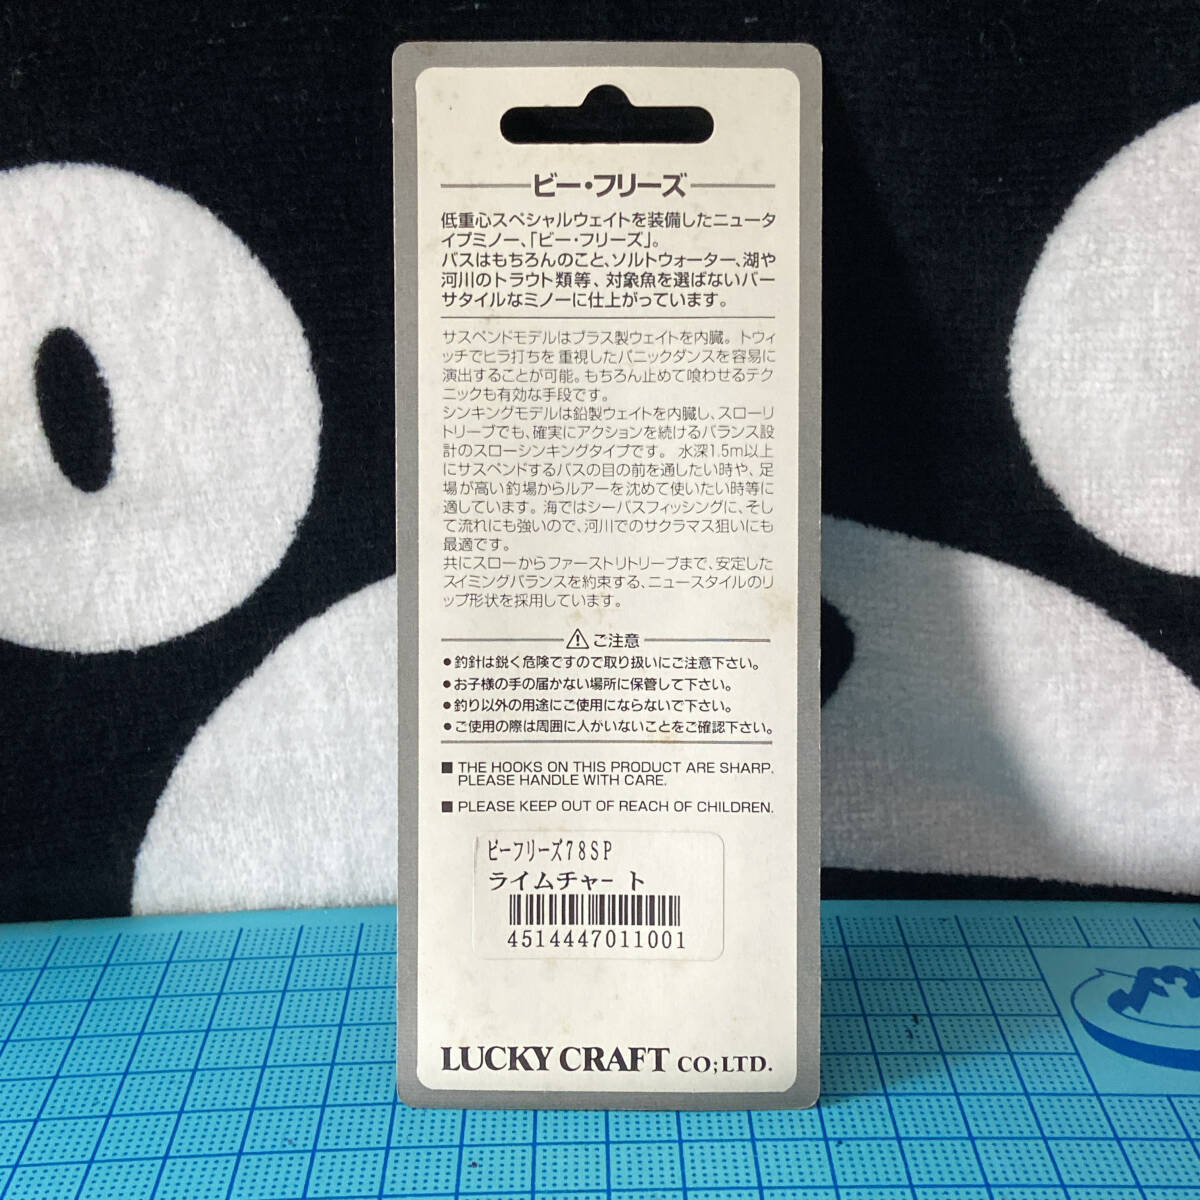 ビー・フリーズ
低重心スペシャルウェイトを装備したニュータ
イプミノー、「ビー・フリーズ」。
バスはもちろんのこと、ソルトウォーター、湖や
河川のトラウト類等、対象魚を選ばないバー
サタイルなミノーに仕上がっています。
サスペンドモデルはブラス製ウェイトを内臓。トウィ
ッチでヒラ打ちを重視したパニックダンスを容易に
演出することが可能。もちろん止めて喰わせるテク
ニックも有効な手段です。
シンキングモデルは鉛製ウェイトを内臓し、スローリ
トリーブでも、確実にアクションを続けるバランス設
計のスローシンキングタイプです。水深1.5m以上
にサスペンドするバスの目の前を通したい時や、足
場が高い釣場からルアーを沈めて使いたい時等に
適しています。海ではシーバスフィッシングに、そし
て流れにも強いので、河川でのサクラマス狙いにも
最適です。
共にスローからファーストリトリーブまで、安定した
スイミングバランスを約束する、ニュースタイルのリ
ップ形状を採用しています。
⚠ ご注意
●釣針は鋭く危険ですので取り扱いにご注意下さい。
●お子様の手の届かない場所に保管して下さい。
●釣り以外の用途にご使用にならないで下さい。
●ご使用の際は周囲に人がいないことをご確認下さい。
■ THE HOOKS ON THIS PRODUCT ARE SHARP.
PLEASE HANDLE WITH CARE.
■ PLEASE KEEP OUT OF REACH OF CHILDREN.
ビーフリーズ78SP
ライムチャート
4514447011001
LUCKY CRAFT CO;LTD.